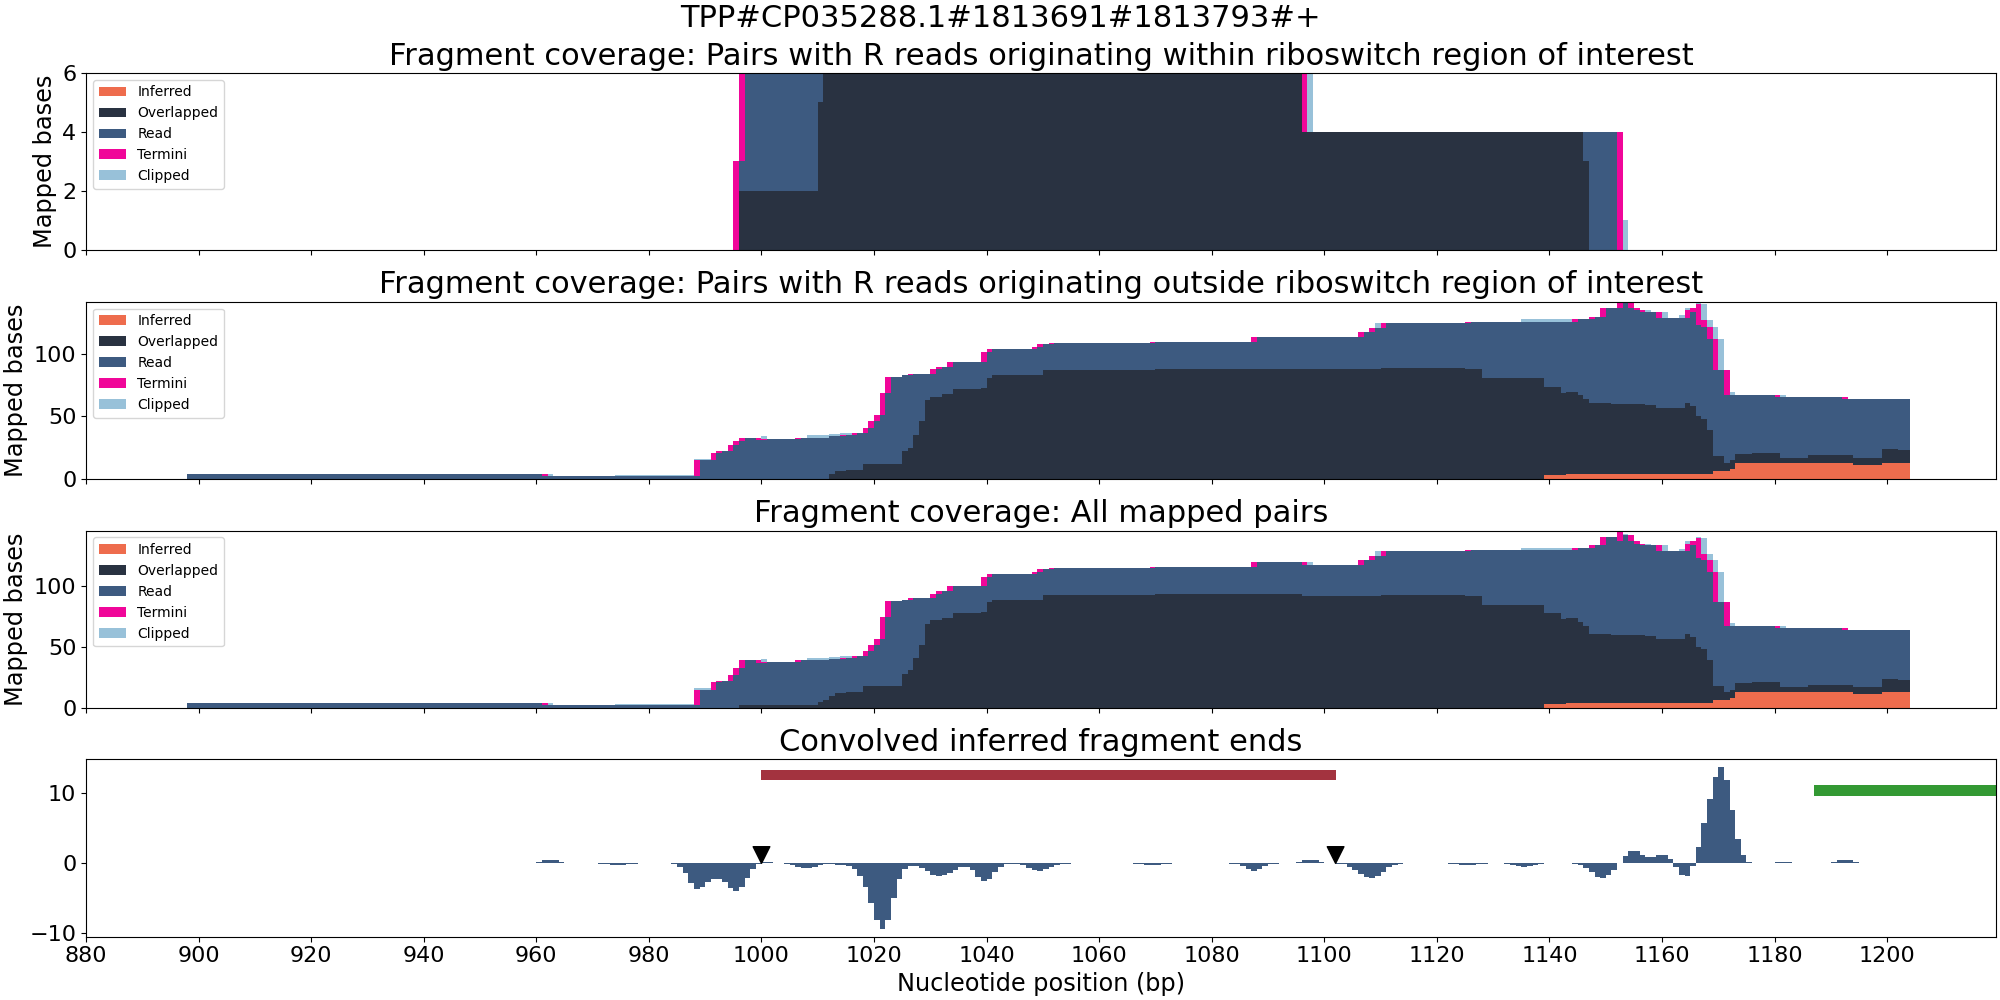 TPP#CP035288.1#1813691#1813793#+
Fragment coverage: Pairs with R reads originating within riboswitch region of interest
Mapped bases
6
4
2
0
Inferred
Overlapped
Read
Termini
Clipped
Fragment coverage: Pairs with R reads originating outside riboswitch region of interest
Mapped bases
100
50
0
Inferred
Overlapped
Read
Termini
Clipped
Fragment coverage: All mapped pairs
Mapped bases
100
50
0
Inferred
Overlapped
Read
Termini
Clipped
Convolved inferred fragment ends
10
0
−10
880 900 920 940 960 980 1000 1020 1040 1060 1080 1100 1120 1140 1160 1180 1200
Nucleotide position (bp)